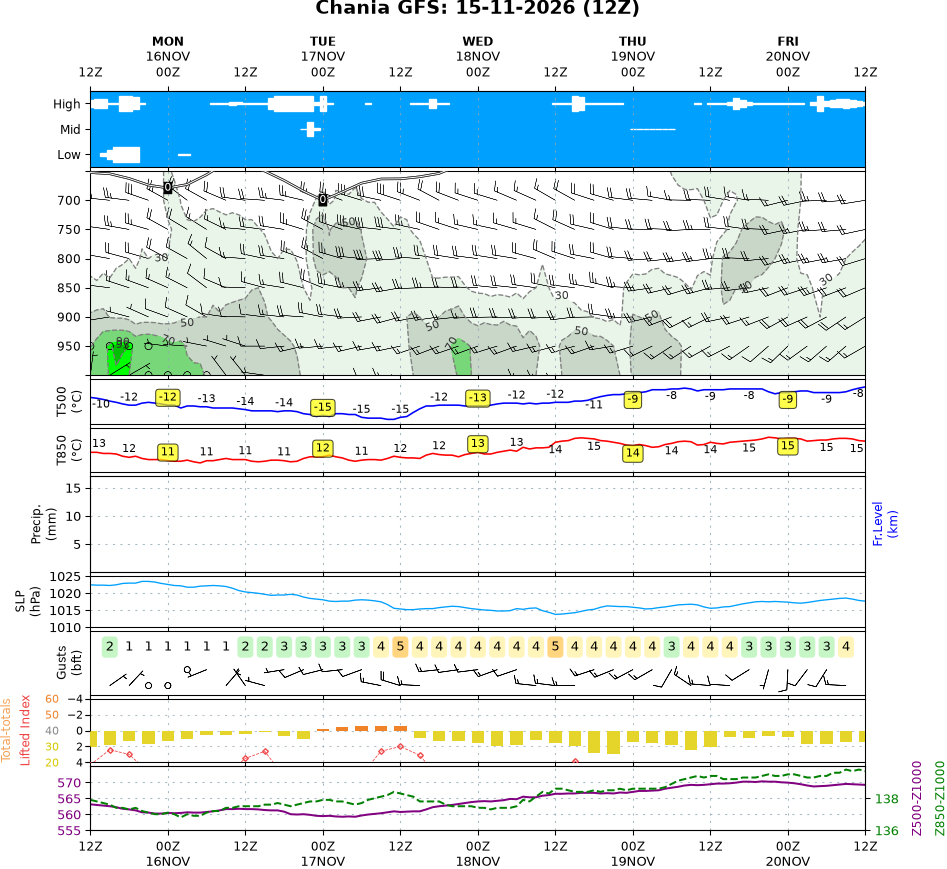 Chania GFS: 15-11-2026 (12Z)
MON TUE WED THU FRI
16NOV 17NOV 18NOV 19NOV 20NOV
12Z 00Z 12Z 00Z 12Z 00Z 12Z 00Z 12Z 00Z 12Z
High
Mid
Low
0
0
700
60
750
30
800
30
30
850
30
50
50
50
50
900
90
70
70
950
T500
(°C)
-10 -12 -12 -13 -14 -14 -15 -15 -15 -12 -13 -12 -12 -11 -9 -8 -9 -8 -9 -9 -8
T850
(°C)
13 12 11 11 11 11 12 11 12 12 13 13 14 15 14 14 14 15 15 15 15
Precip.
(mm)
15
10
5
Fr.Level
(km)
SLP
(hPa)
1025
1020
1015
1010
Gusts
(bft)
2 1 1 1 1 1 1 2 2 3 3 3 3 3 3 4 5 4 4 4 4 4 4 4 5 4 4 4 4 4 3 4 4 4 3 3 3 3 3 4
Total-totals
Lifted Index
60 −4
50 −2
40 0
30 2
20 4
570
565
560
555
138
136
Z500-Z1000
Z850-Z1000
12Z 00Z 12Z 00Z 12Z 00Z 12Z 00Z 12Z 00Z 12Z
16NOV 17NOV 18NOV 19NOV 20NOV